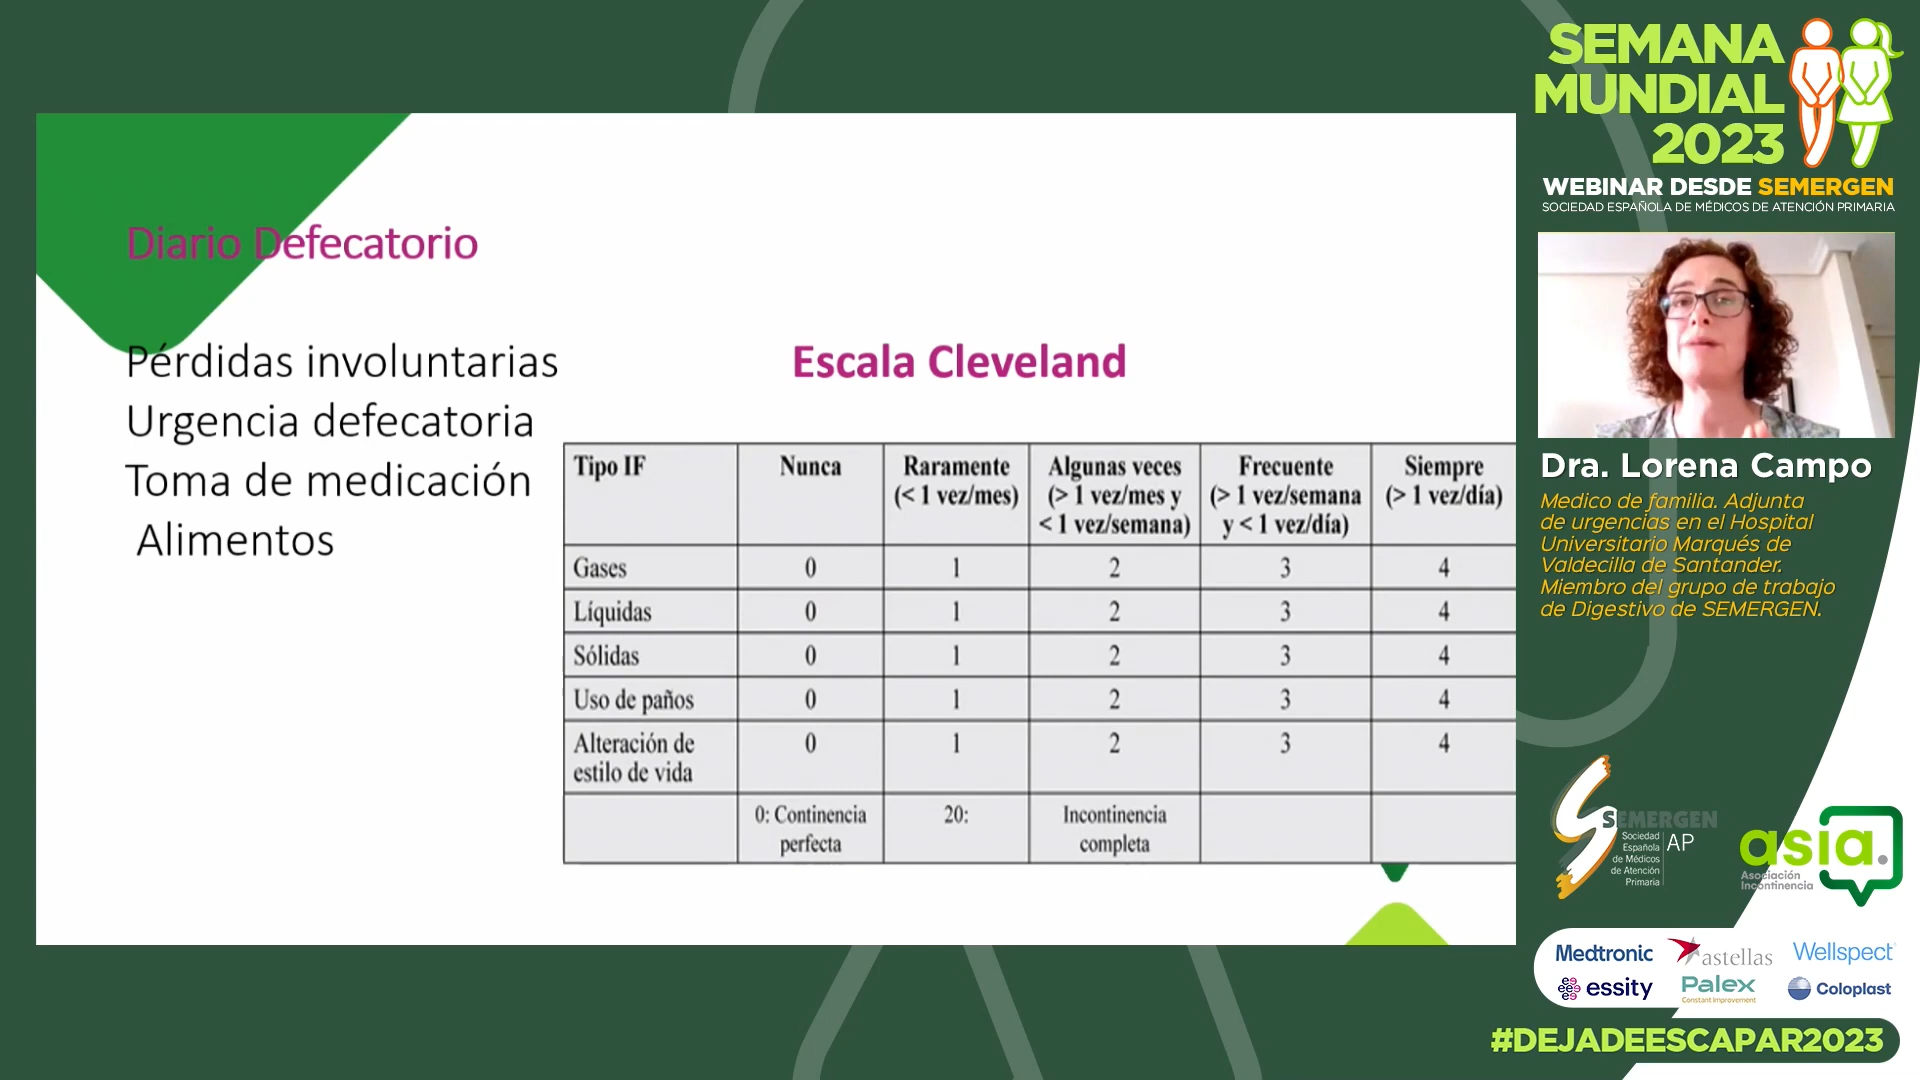 Diario Defecatorio
Pérdidas involuntarias
Urgencia defecatoria
Toma de medicación
Alimentos
Escala Cleveland
Tipo IF Nunca Raramente (< 1 vez/mes) Algunas veces (> 1 vez/mes y < 1 vez/semana) Frecuente (> 1 vez/semana y < 1 vez/día) Siempre (> 1 vez/día)
Gases 0 1 2 3 4
Líquidas 0 1 2 3 4
Sólidas 0 1 2 3 4
Uso de paños 0 1 2 3 4
Alteración de estilo de vida 0 1 2 3 4
0: Continencia perfecta 20: Incontinencia completa
SEMANA
MUNDIAL
2023
WEBINAR DESDE SEMERGEN
SOCIEDAD ESPAÑOLA DE MÉDICOS DE ATENCIÓN PRIMARIA
Dra. Lorena Campo
Medico de familia. Adjunta
de urgencias en el Hospital
Universitario Marqués de
Valdecilla de Santander.
Miembro del grupo de trabajo
de Digestivo de SEMERGEN.
SEMERGEN
Sociedad
Española
de Médicos
de Atención
Primaria
AP
asia.
Asociación
Incontinencia
Medtronic astellas Wellspect
essity Palex Coloplast
Constant Improvement
#DEJADEESCAPAR2023